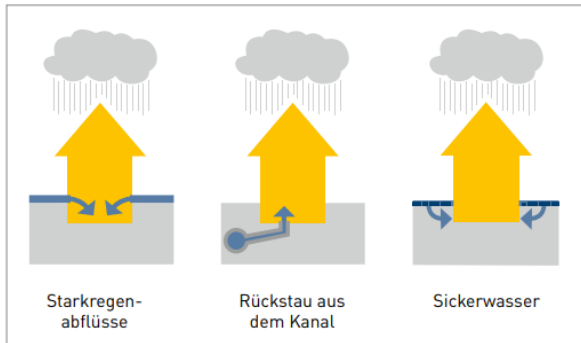 Starkregen-
abflüsse
Rückstau aus
dem Kanal
Sickerwasser